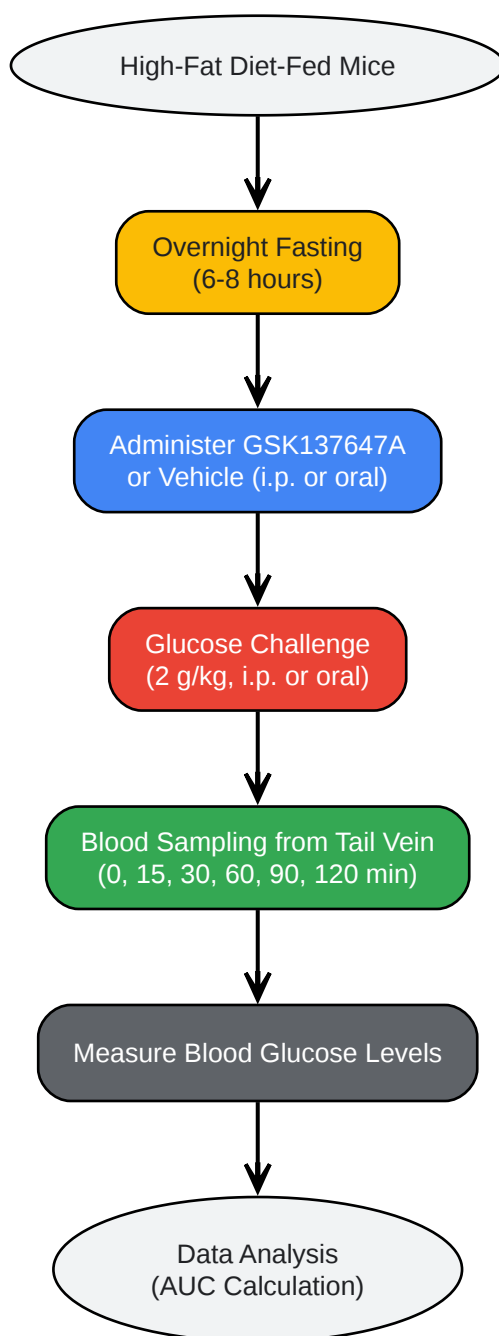 High-Fat Diet-Fed Mice
Overnight Fasting
(6-8 hours)
Administer GSK137647A
or Vehicle (i.p. or oral)
Glucose Challenge
(2 g/kg, i.p. or oral)
Blood Sampling from Tail Vein
(0, 15, 30, 60, 90, 120 min)
Measure Blood Glucose Levels
Data Analysis
(AUC Calculation)